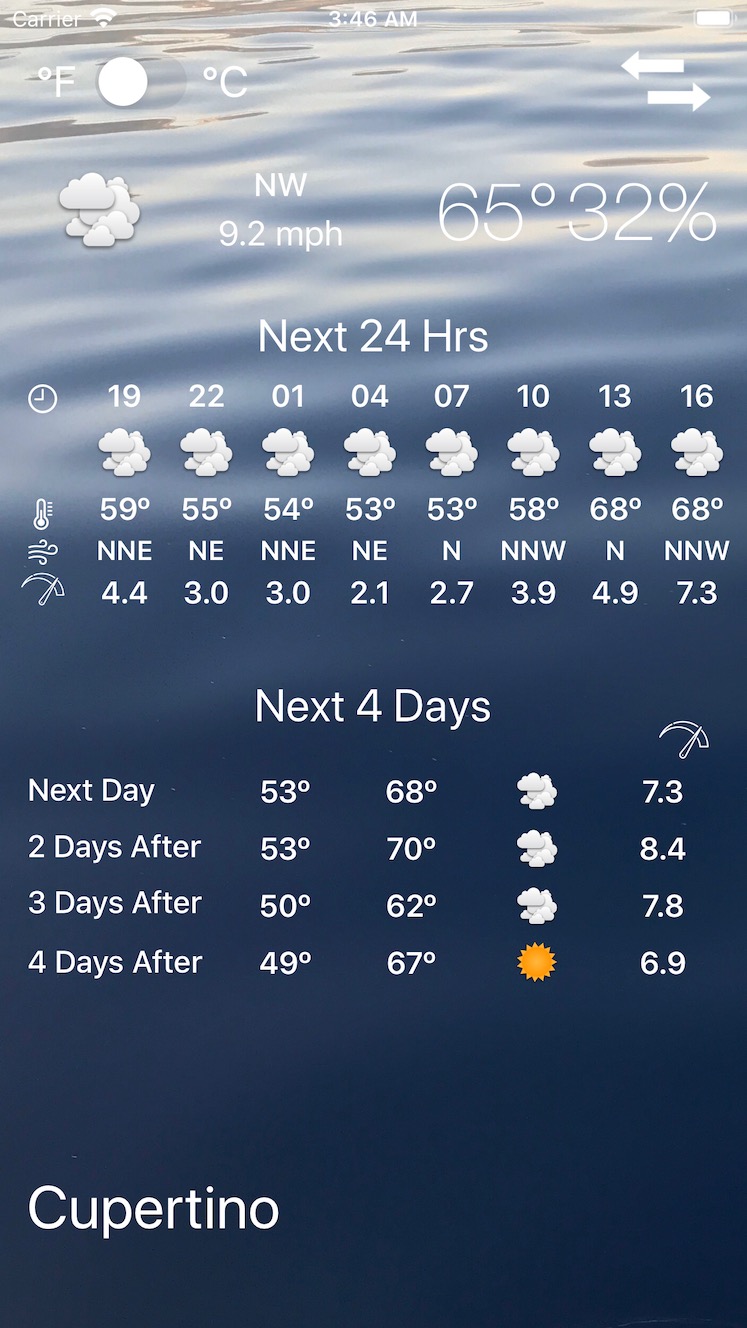 Carrier 3:46 AM
°F °C
NW
9.2 mph
65° 32%
Next 24 Hrs
19 22 01 04 07 10 13 16
59º 55º 54º 53º 53º 58º 68º 68º
NNE NE NNE NE N NNW N NNW
4.4 3.0 3.0 2.1 2.7 3.9 4.9 7.3
Next 4 Days
Next Day 53º 68º 7.3
2 Days After 53º 70º 8.4
3 Days After 50º 62º 7.8
4 Days After 49º 67º 6.9
Cupertino